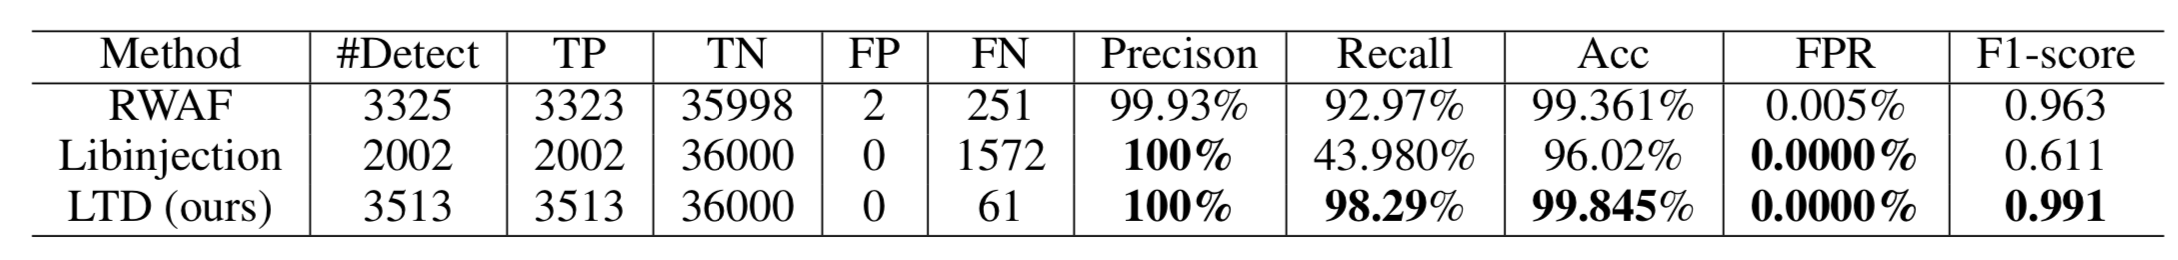 Method #Detect TP TN FP FN Precison Recall Acc FPR F1-score
RWAF 3325 3323 35998 2 251 99.93% 92.97% 99.361% 0.005% 0.963
Libinjection 2002 2002 36000 0 1572 100% 43.980% 96.02% 0.0000% 0.611
LTD (ours) 3513 3513 36000 0 61 100% 98.29% 99.845% 0.0000% 0.991